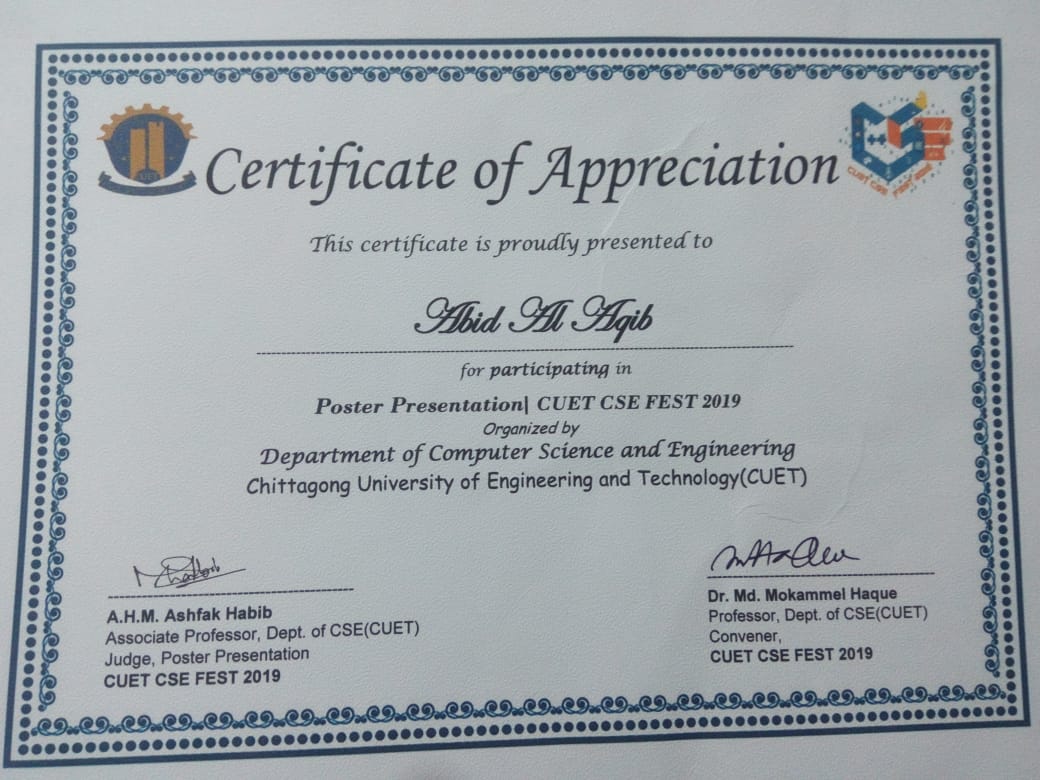 Certificate of Appreciation
CUET CSE FEST 2019
This certificate is proudly presented to
Abid Al Aqib
for participating in
Poster Presentation| CUET CSE FEST 2019
Organized by
Department of Computer Science and Engineering
Chittagong University of Engineering and Technology(CUET)
A.H.M. Ashfak Habib
Associate Professor, Dept. of CSE(CUET)
Judge, Poster Presentation
CUET CSE FEST 2019
Dr. Md. Mokammel Haque
Professor, Dept. of CSE(CUET)
Convener,
CUET CSE FEST 2019